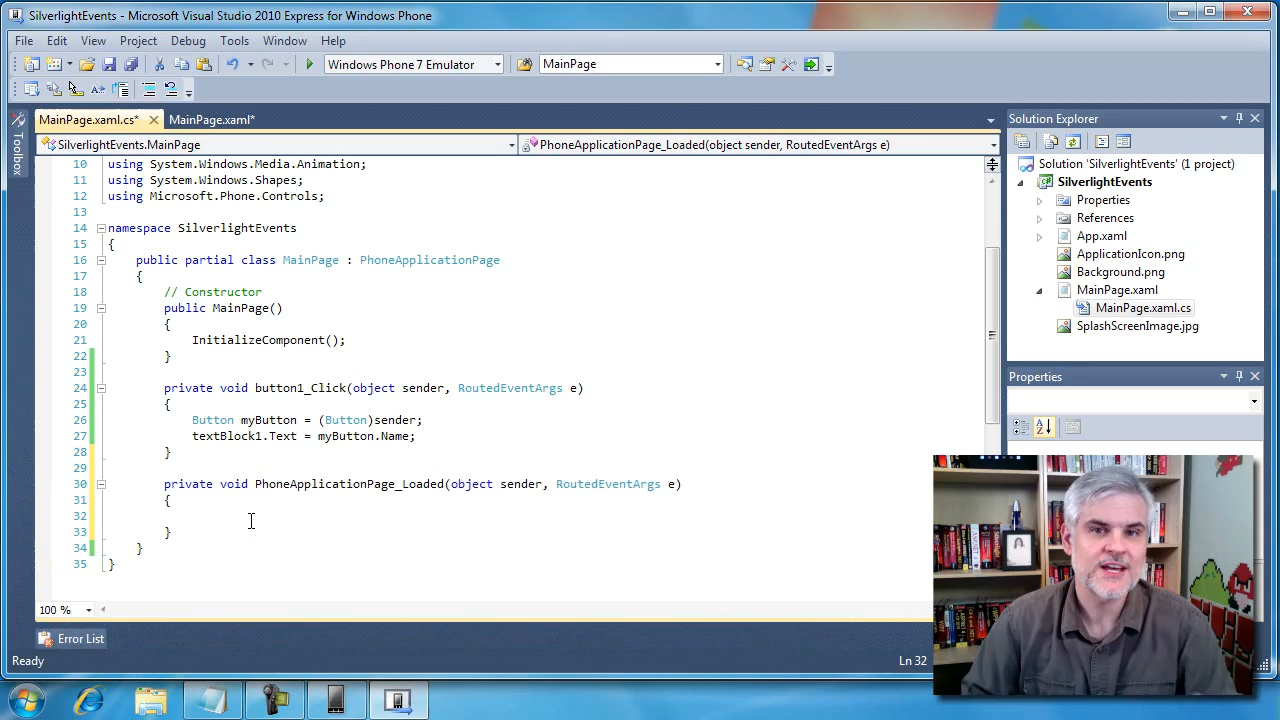 SilverlightEvents - Microsoft Visual Studio 2010 Express for Windows Phone
File Edit View Project Debug Tools Window Help
Windows Phone 7 Emulator MainPage
MainPage.xaml.cs* MainPage.xaml*
Toolbox
SilverlightEvents.MainPage PhoneApplicationPage_Loaded(object sender, RoutedEventArgs e)
10 using System.Windows.Media.Animation;
11 using System.Windows.Shapes;
12 using Microsoft.Phone.Controls;
13
14 namespace SilverlightEvents
15 {
16 public partial class MainPage : PhoneApplicationPage
17 {
18 // Constructor
19 public MainPage()
20 {
21 InitializeComponent();
22 }
23
24 private void button1_Click(object sender, RoutedEventArgs e)
25 {
26 Button myButton = (Button)sender;
27 textBlock1.Text = myButton.Name;
28 }
29
30 private void PhoneApplicationPage_Loaded(object sender, RoutedEventArgs e)
31 {
32
33 }
34 }
35 }
100 %
Error List
Ready Ln 32
Solution Explorer
Solution 'SilverlightEvents' (1 project)
SilverlightEvents
Properties
References
App.xaml
ApplicationIcon.png
Background.png
MainPage.xaml
MainPage.xaml.cs
SplashScreenImage.jpg
Properties